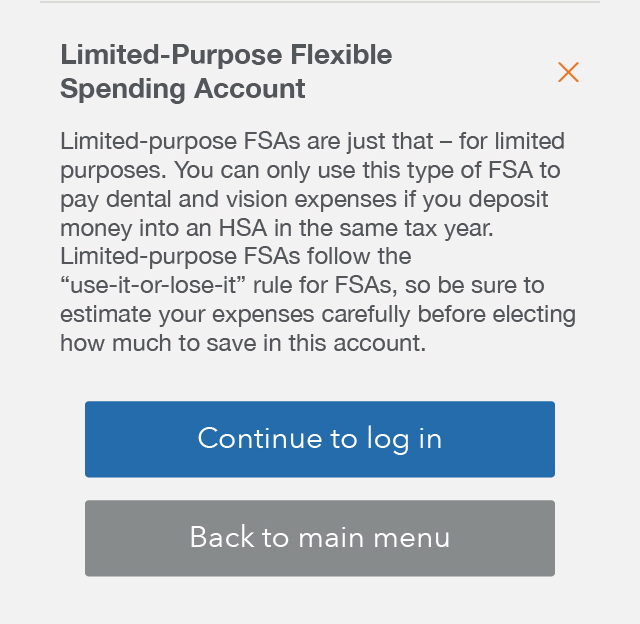 Limited-Purpose Flexible
Spending Account
Limited-purpose FSAs are just that – for limited
purposes. You can only use this type of FSA to
pay dental and vision expenses if you deposit
money into an HSA in the same tax year.
Limited-purpose FSAs follow the
“use-it-or-lose-it” rule for FSAs, so be sure to
estimate your expenses carefully before electing
how much to save in this account.
Continue to log in
Back to main menu